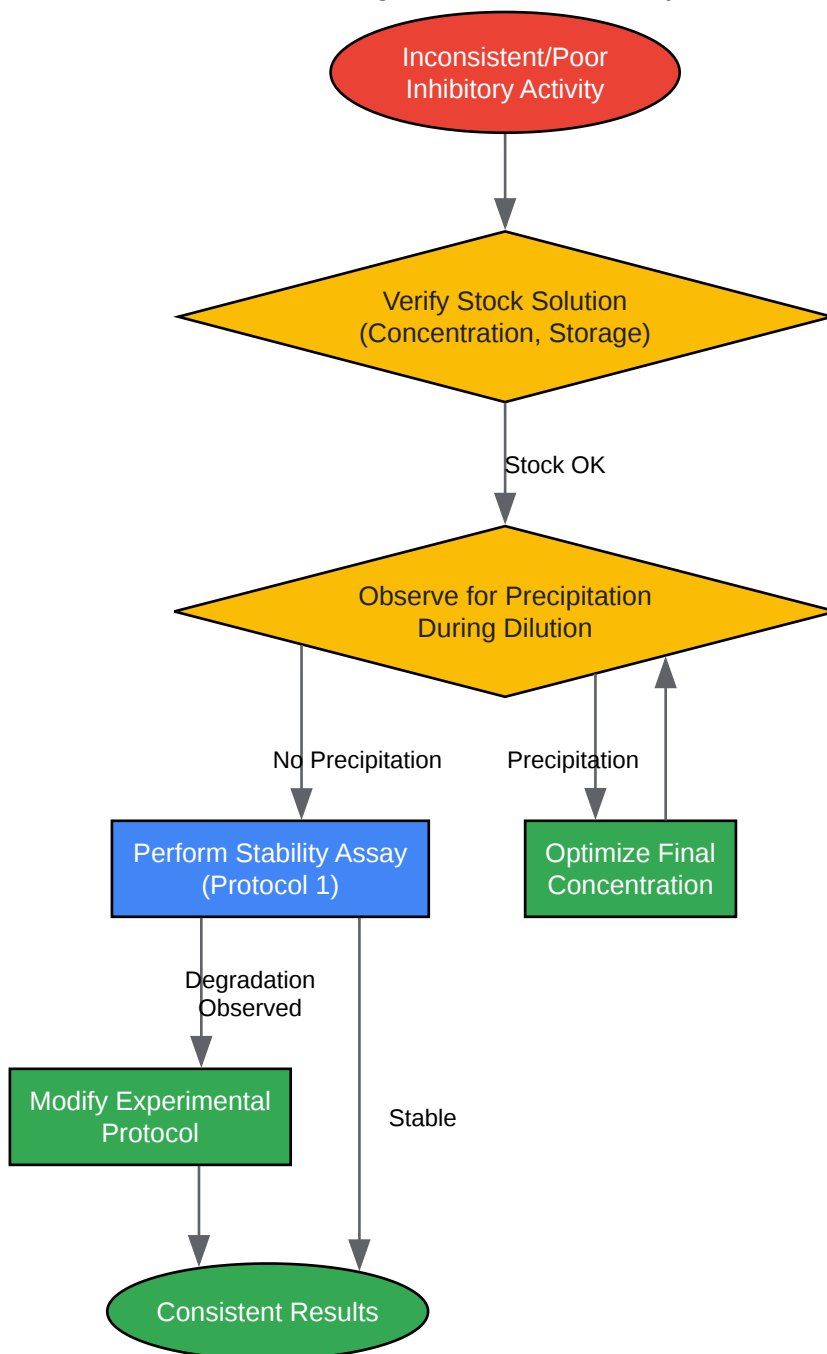 Inconsistent/Poor
Inhibitory Activity
Verify Stock Solution
(Concentration, Storage)
Stock OK
Observe for Precipitation
During Dilution
No Precipitation
Precipitation
Perform Stability Assay
(Protocol 1)
Optimize Final
Concentration
Degradation
Observed
Modify Experimental
Protocol
Stable
Consistent Results